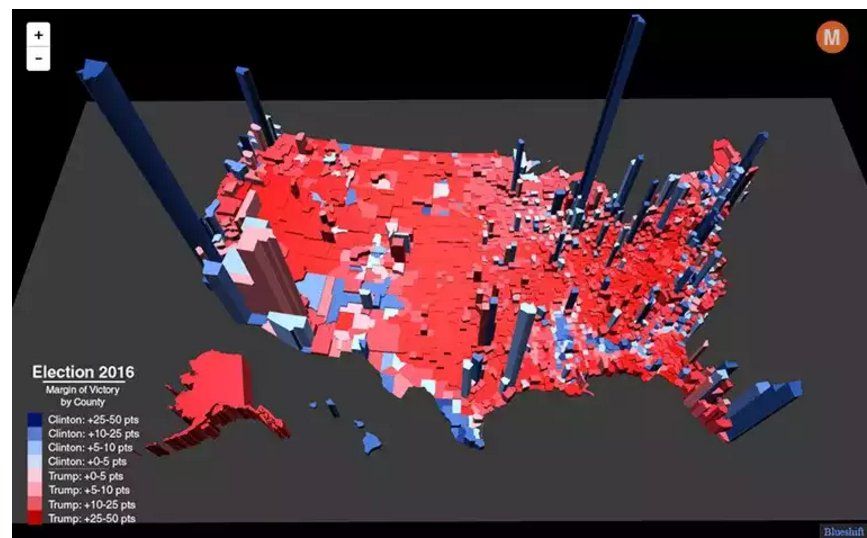 +
-
M
Election 2016
Margin of Victory
by County
Clinton: +25-50 pts
Clinton: +10-25 pts
Clinton: +5-10 pts
Clinton: +0-5 pts
Trump: +0-5 pts
Trump: +5-10 pts
Trump: +10-25 pts
Trump: +25-50 pts
Blueshift